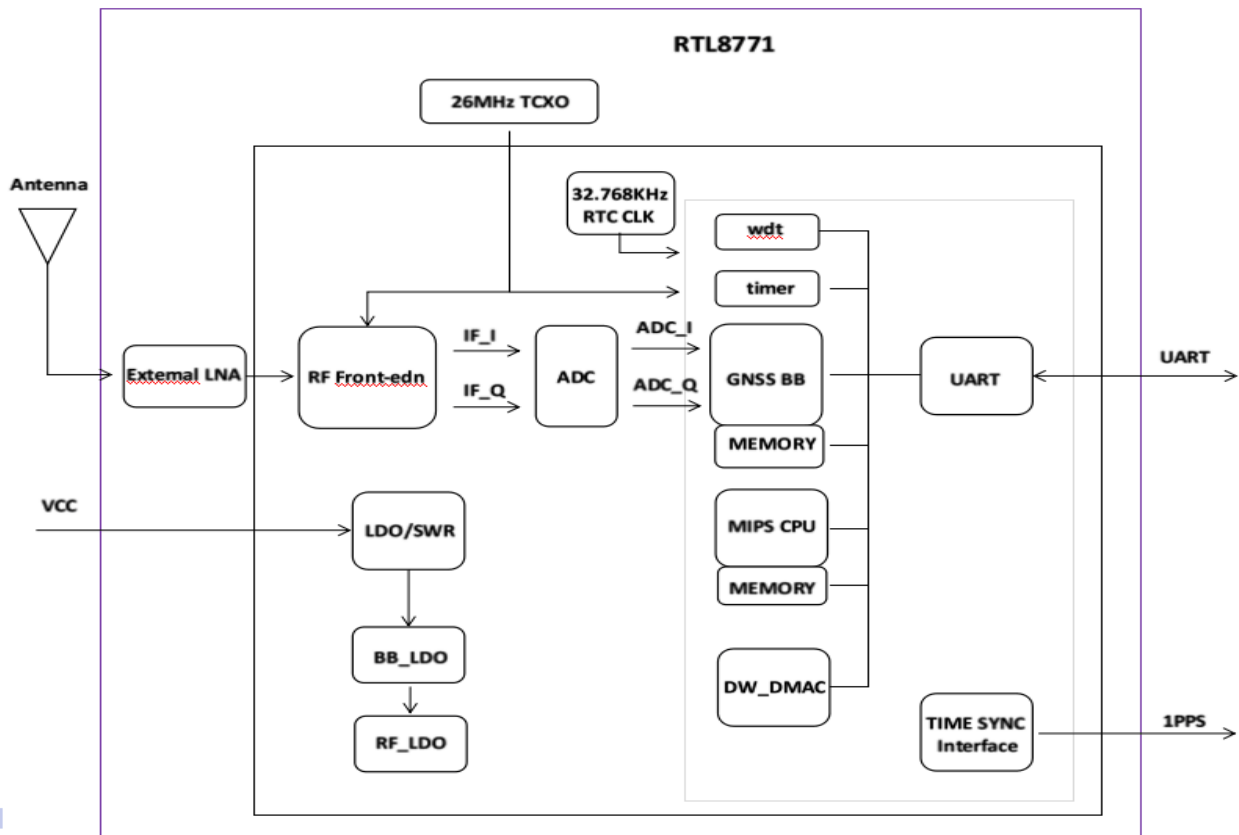 RTL8771
26MHz TCXO
Antenna
32.768KHz
RTC CLK
wdt
timer
External LNA
RF Front-edn
IF_I
IF_Q
ADC
ADC_I
ADC_Q
GNSS BB
MEMORY
UART
UART
VCC
LDO/SWR
MIPS CPU
MEMORY
BB_LDO
DW_DMAC
RF_LDO
TIME SYNC
Interface
1PPS